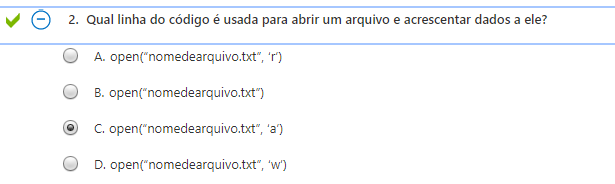 2. Qual linha do código é usada para abrir um arquivo e acrescentar dados a ele?
A. open(“nomedearquivo.txt”, ‘r’)
B. open(“nomedearquivo.txt”)
C. open(“nomedearquivo.txt”, ‘a’)
D. open(“nomedearquivo.txt”, ‘w’)